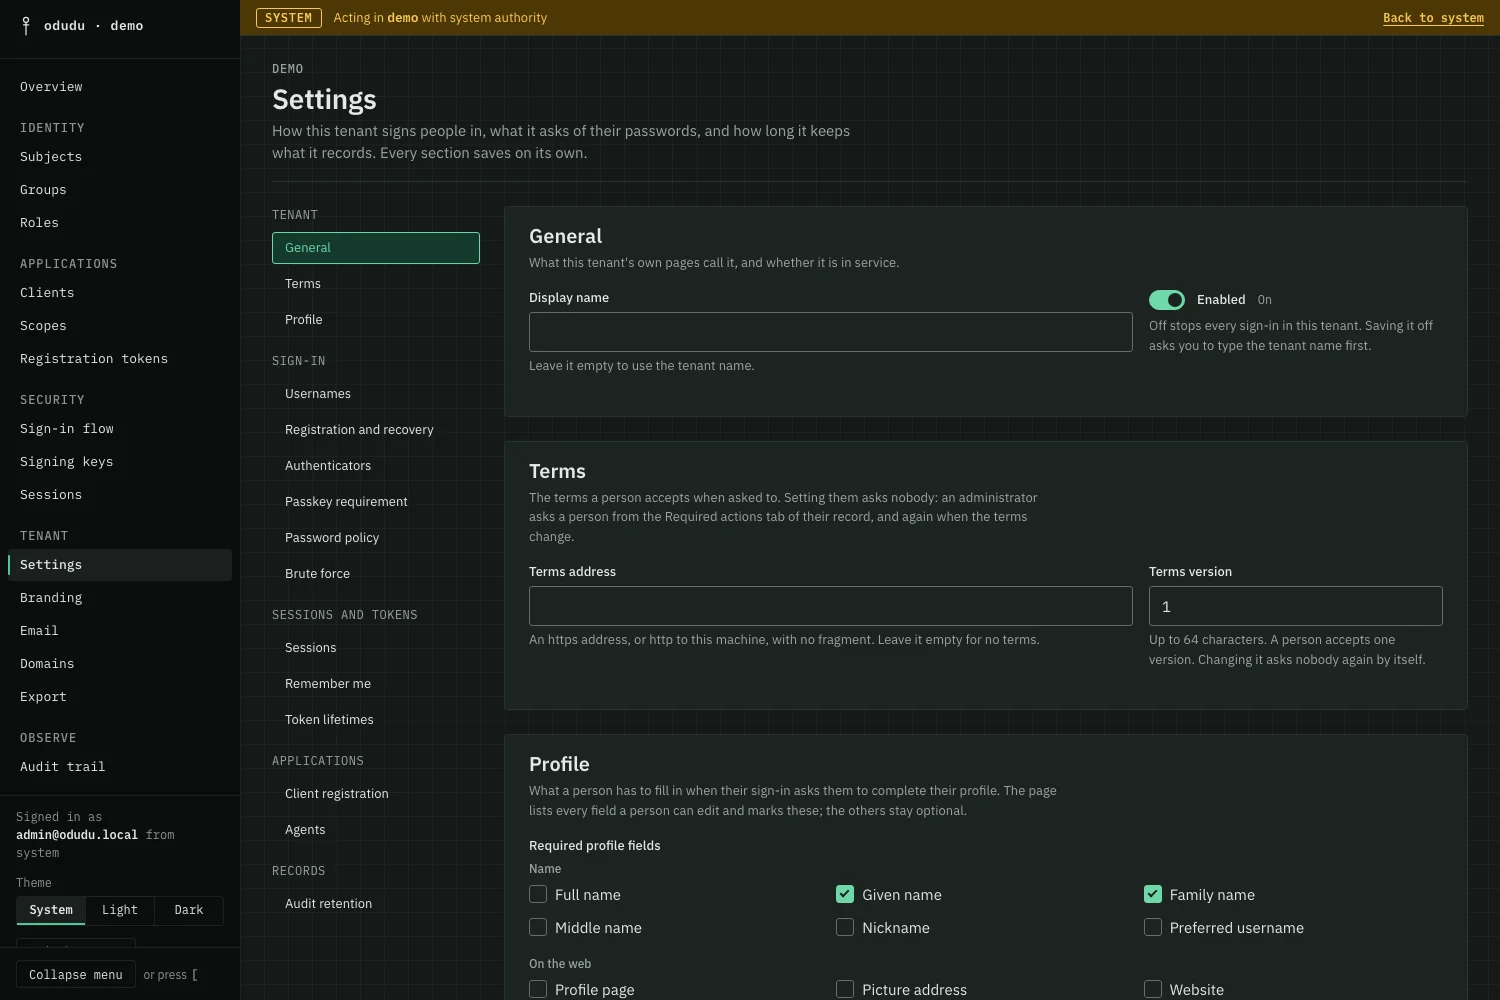 odudu · demo
Overview
IDENTITY
Subjects
Groups
Roles
APPLICATIONS
Clients
Scopes
Registration tokens
SECURITY
Sign-in flow
Signing keys
Sessions
TENANT
Settings
Branding
Email
Domains
Export
OBSERVE
Audit trail
Signed in as
admin@odudu.local from
system
Theme
System Light Dark
Collapse menu or press [
SYSTEM Acting in demo with system authority Back to system
DEMO
Settings
How this tenant signs people in, what it asks of their passwords, and how long it keeps
what it records. Every section saves on its own.
TENANT
General
Terms
Profile
SIGN-IN
Usernames
Registration and recovery
Authenticators
Passkey requirement
Password policy
Brute force
SESSIONS AND TOKENS
Sessions
Remember me
Token lifetimes
APPLICATIONS
Client registration
Agents
RECORDS
Audit retention
General
What this tenant's own pages call it, and whether it is in service.
Display name
Leave it empty to use the tenant name.
Enabled On
Off stops every sign-in in this tenant. Saving it off
asks you to type the tenant name first.
Terms
The terms a person accepts when asked to. Setting them asks nobody: an administrator
asks a person from the Required actions tab of their record, and again when the terms
change.
Terms address
An https address, or http to this machine, with no fragment. Leave it empty for no terms.
Terms version
1
Up to 64 characters. A person accepts one
version. Changing it asks nobody again by itself.
Profile
What a person has to fill in when their sign-in asks them to complete their profile. The page
lists every field a person can edit and marks these; the others stay optional.
Required profile fields
Name
Full name Given name Family name
Middle name Nickname Preferred username
On the web
Profile page Picture address Website